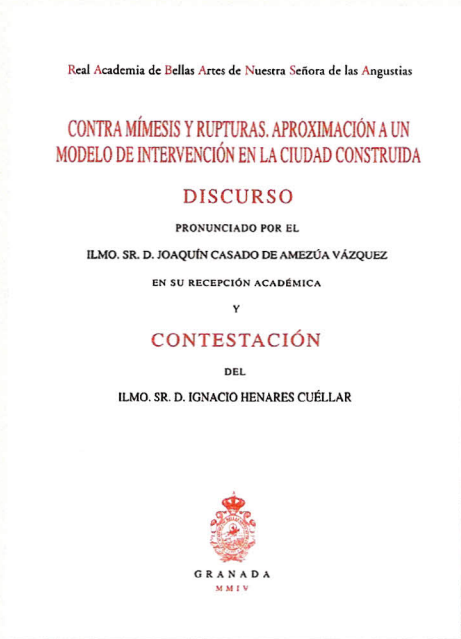 Real Academia de Bellas Artes de Nuestra Señora de las Angustias
CONTRA MÍMESIS Y RUPTURAS. APROXIMACIÓN A UN
MODELO DE INTERVENCIÓN EN LA CIUDAD CONSTRUIDA
DISCURSO
PRONUNCIADO POR EL
ILMO. SR. D. JOAQUÍN CASADO DE AMEZÚA VÁZQUEZ
EN SU RECEPCIÓN ACADÉMICA
Y
CONTESTACIÓN
DEL
ILMO. SR. D. IGNACIO HENARES CUÉLLAR
GRANADA
MMIV